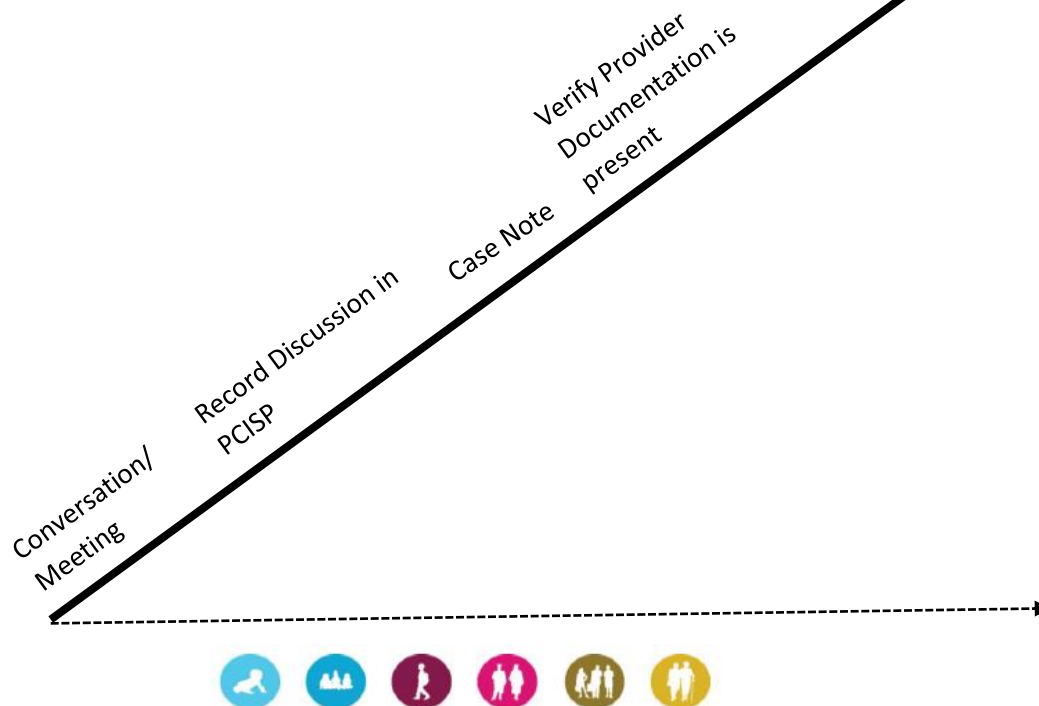 Conversation/
Meeting
Record Discussion in
PCISP
Case Note
Verify Provider
Documentation is
present